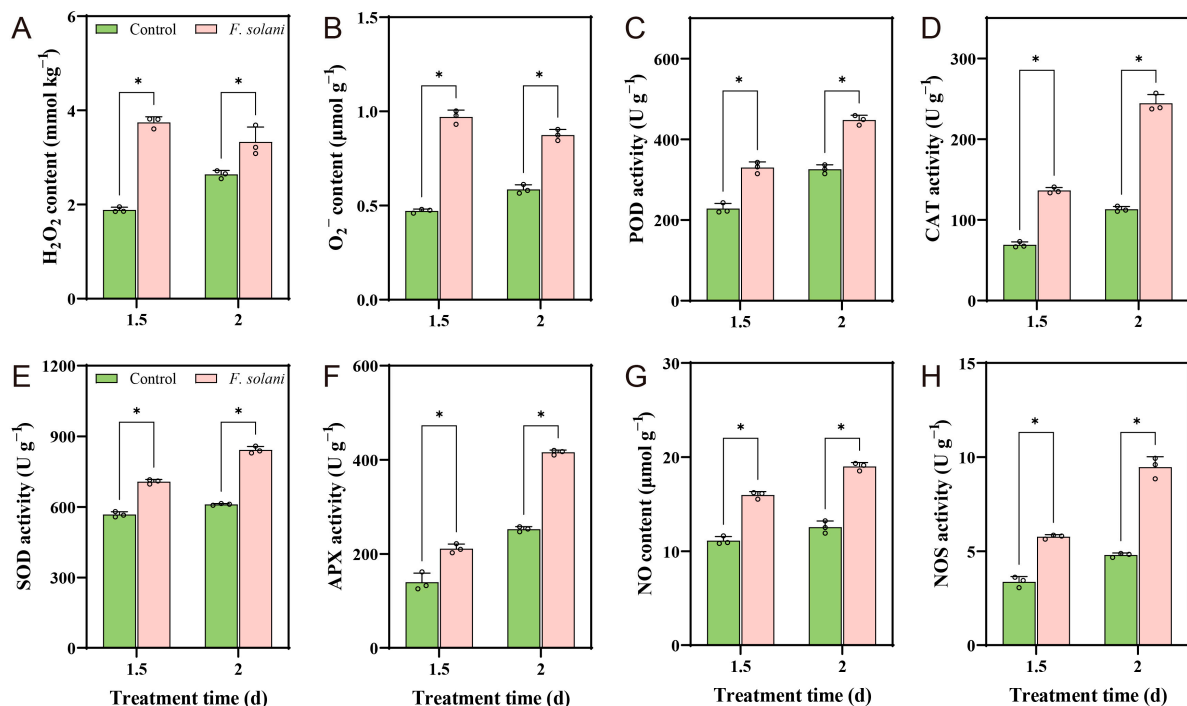 A
H₂O₂ content (mmol kg⁻¹)
6
4
2
0
Control
F. solani
*
*
1.5
2
B
O₂⁻ content (μmol g⁻¹)
1.5
1.0
0.5
0.0
*
*
1.5
2
C
POD activity (U g⁻¹)
600
400
200
0
*
*
1.5
2
D
CAT activity (U g⁻¹)
300
200
100
0
*
*
1.5
2
E
SOD activity (U g⁻¹)
1200
900
600
300
0
Control
F. solani
*
*
1.5
2
Treatment time (d)
F
APX activity (U g⁻¹)
600
400
200
0
*
*
1.5
2
Treatment time (d)
G
NO content (μmol g⁻¹)
30
20
10
0
*
*
1.5
2
Treatment time (d)
H
NOS activity (U g⁻¹)
15
10
5
0
*
*
1.5
2
Treatment time (d)